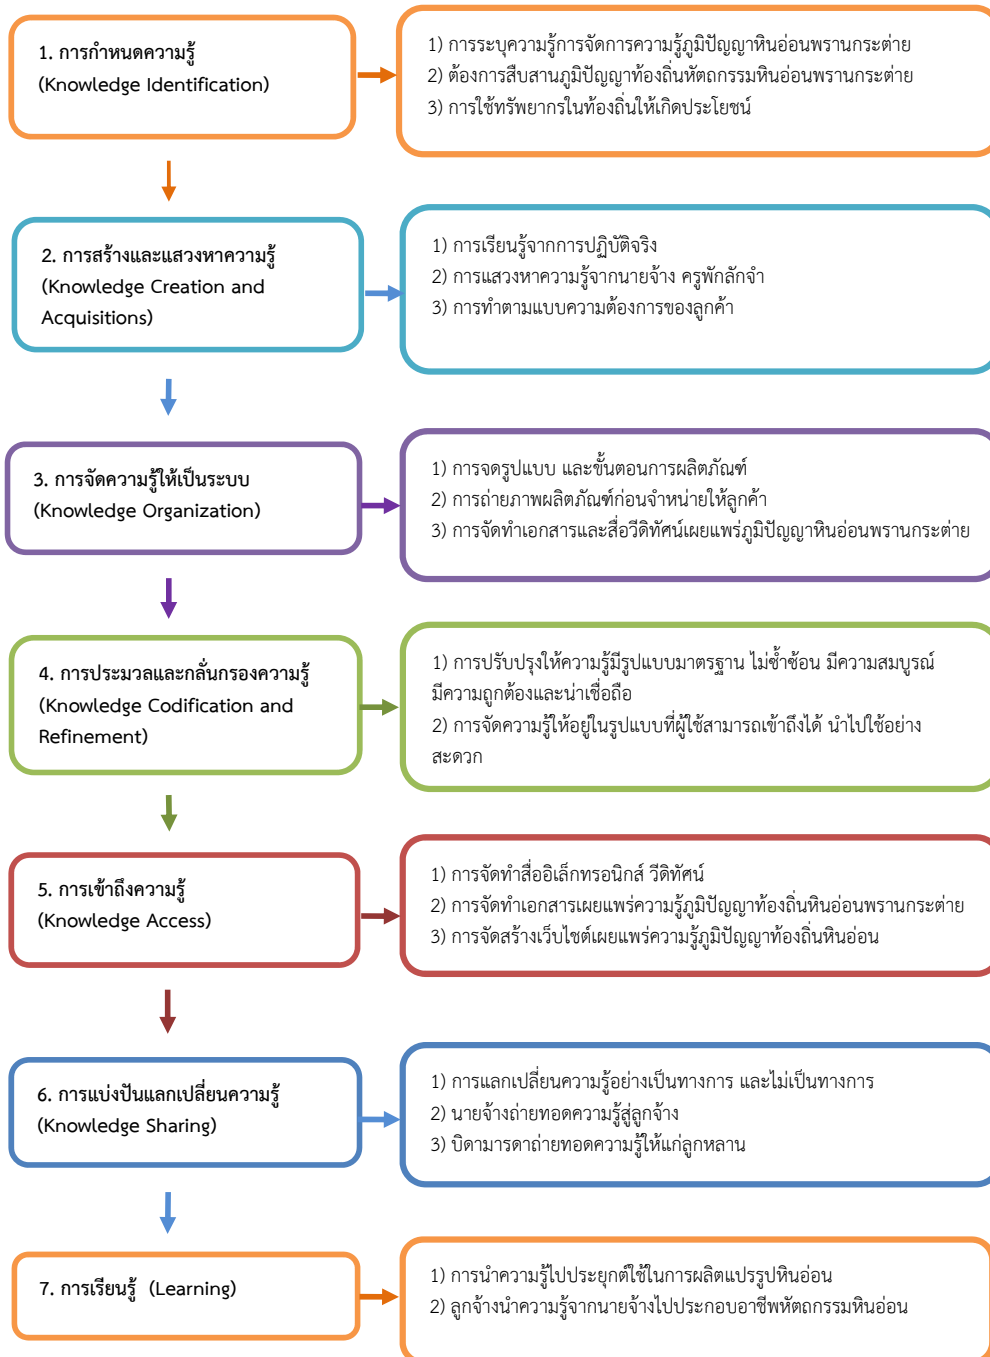 1. การกำหนดความรู้
(Knowledge Identification)
1) การระบุความรู้การจัดการความรู้ภูมิปัญญาหินอ่อนพรานกระต่าย
2) ต้องการสืบสานภูมิปัญญาท้องถิ่นหัตถกรรมหินอ่อนพรานกระต่าย
3) การใช้ทรัพยากรในท้องถิ่นให้เกิดประโยชน์
2. การสร้างและแสวงหาความรู้
(Knowledge Creation and
Acquisitions)
1) การเรียนรู้จากการปฏิบัติจริง
2) การแสวงหาความรู้จากนายจ้าง ครูพักลักจำ
3) การทำตามแบบความต้องการของลูกค้า
3. การจัดความรู้ให้เป็นระบบ
(Knowledge Organization)
1) การจดรูปแบบ และขั้นตอนการผลิตภัณฑ์
2) การถ่ายภาพผลิตภัณฑ์ก่อนจำหน่ายให้ลูกค้า
3) การจัดทำเอกสารและสื่อวีดิทัศน์เผยแพร่ภูมิปัญญาหินอ่อนพรานกระต่าย
4. การประมวลและกลั่นกรองความรู้
(Knowledge Codification and
Refinement)
1) การปรับปรุงให้ความรู้มีรูปแบบมาตรฐาน ไม่ซ้ำซ้อน มีความสมบูรณ์
มีความถูกต้องและน่าเชื่อถือ
2) การจัดความรู้ให้อยู่ในรูปแบบที่ผู้ใช้สามารถเข้าถึงได้ นำไปใช้อย่าง
สะดวก
5. การเข้าถึงความรู้
(Knowledge Access)
1) การจัดทำสื่ออิเล็กทรอนิกส์ วีดิทัศน์
2) การจัดทำเอกสารเผยแพร่ความรู้ภูมิปัญญาท้องถิ่นหินอ่อนพรานกระต่าย
3) การจัดสร้างเว็บไซต์เผยแพร่ความรู้ภูมิปัญญาท้องถิ่นหินอ่อน
6. การแบ่งปันแลกเปลี่ยนความรู้
(Knowledge Sharing)
1) การแลกเปลี่ยนความรู้อย่างเป็นทางการ และไม่เป็นทางการ
2) นายจ้างถ่ายทอดความรู้สู่ลูกจ้าง
3) บิดามารดาถ่ายทอดความรู้ให้แก่ลูกหลาน
7. การเรียนรู้ (Learning)
1) การนำความรู้ไปประยุกต์ใช้ในการผลิตแปรรูปหินอ่อน
2) ลูกจ้างนำความรู้จากนายจ้างไปประกอบอาชีพหัตถกรรมหินอ่อน